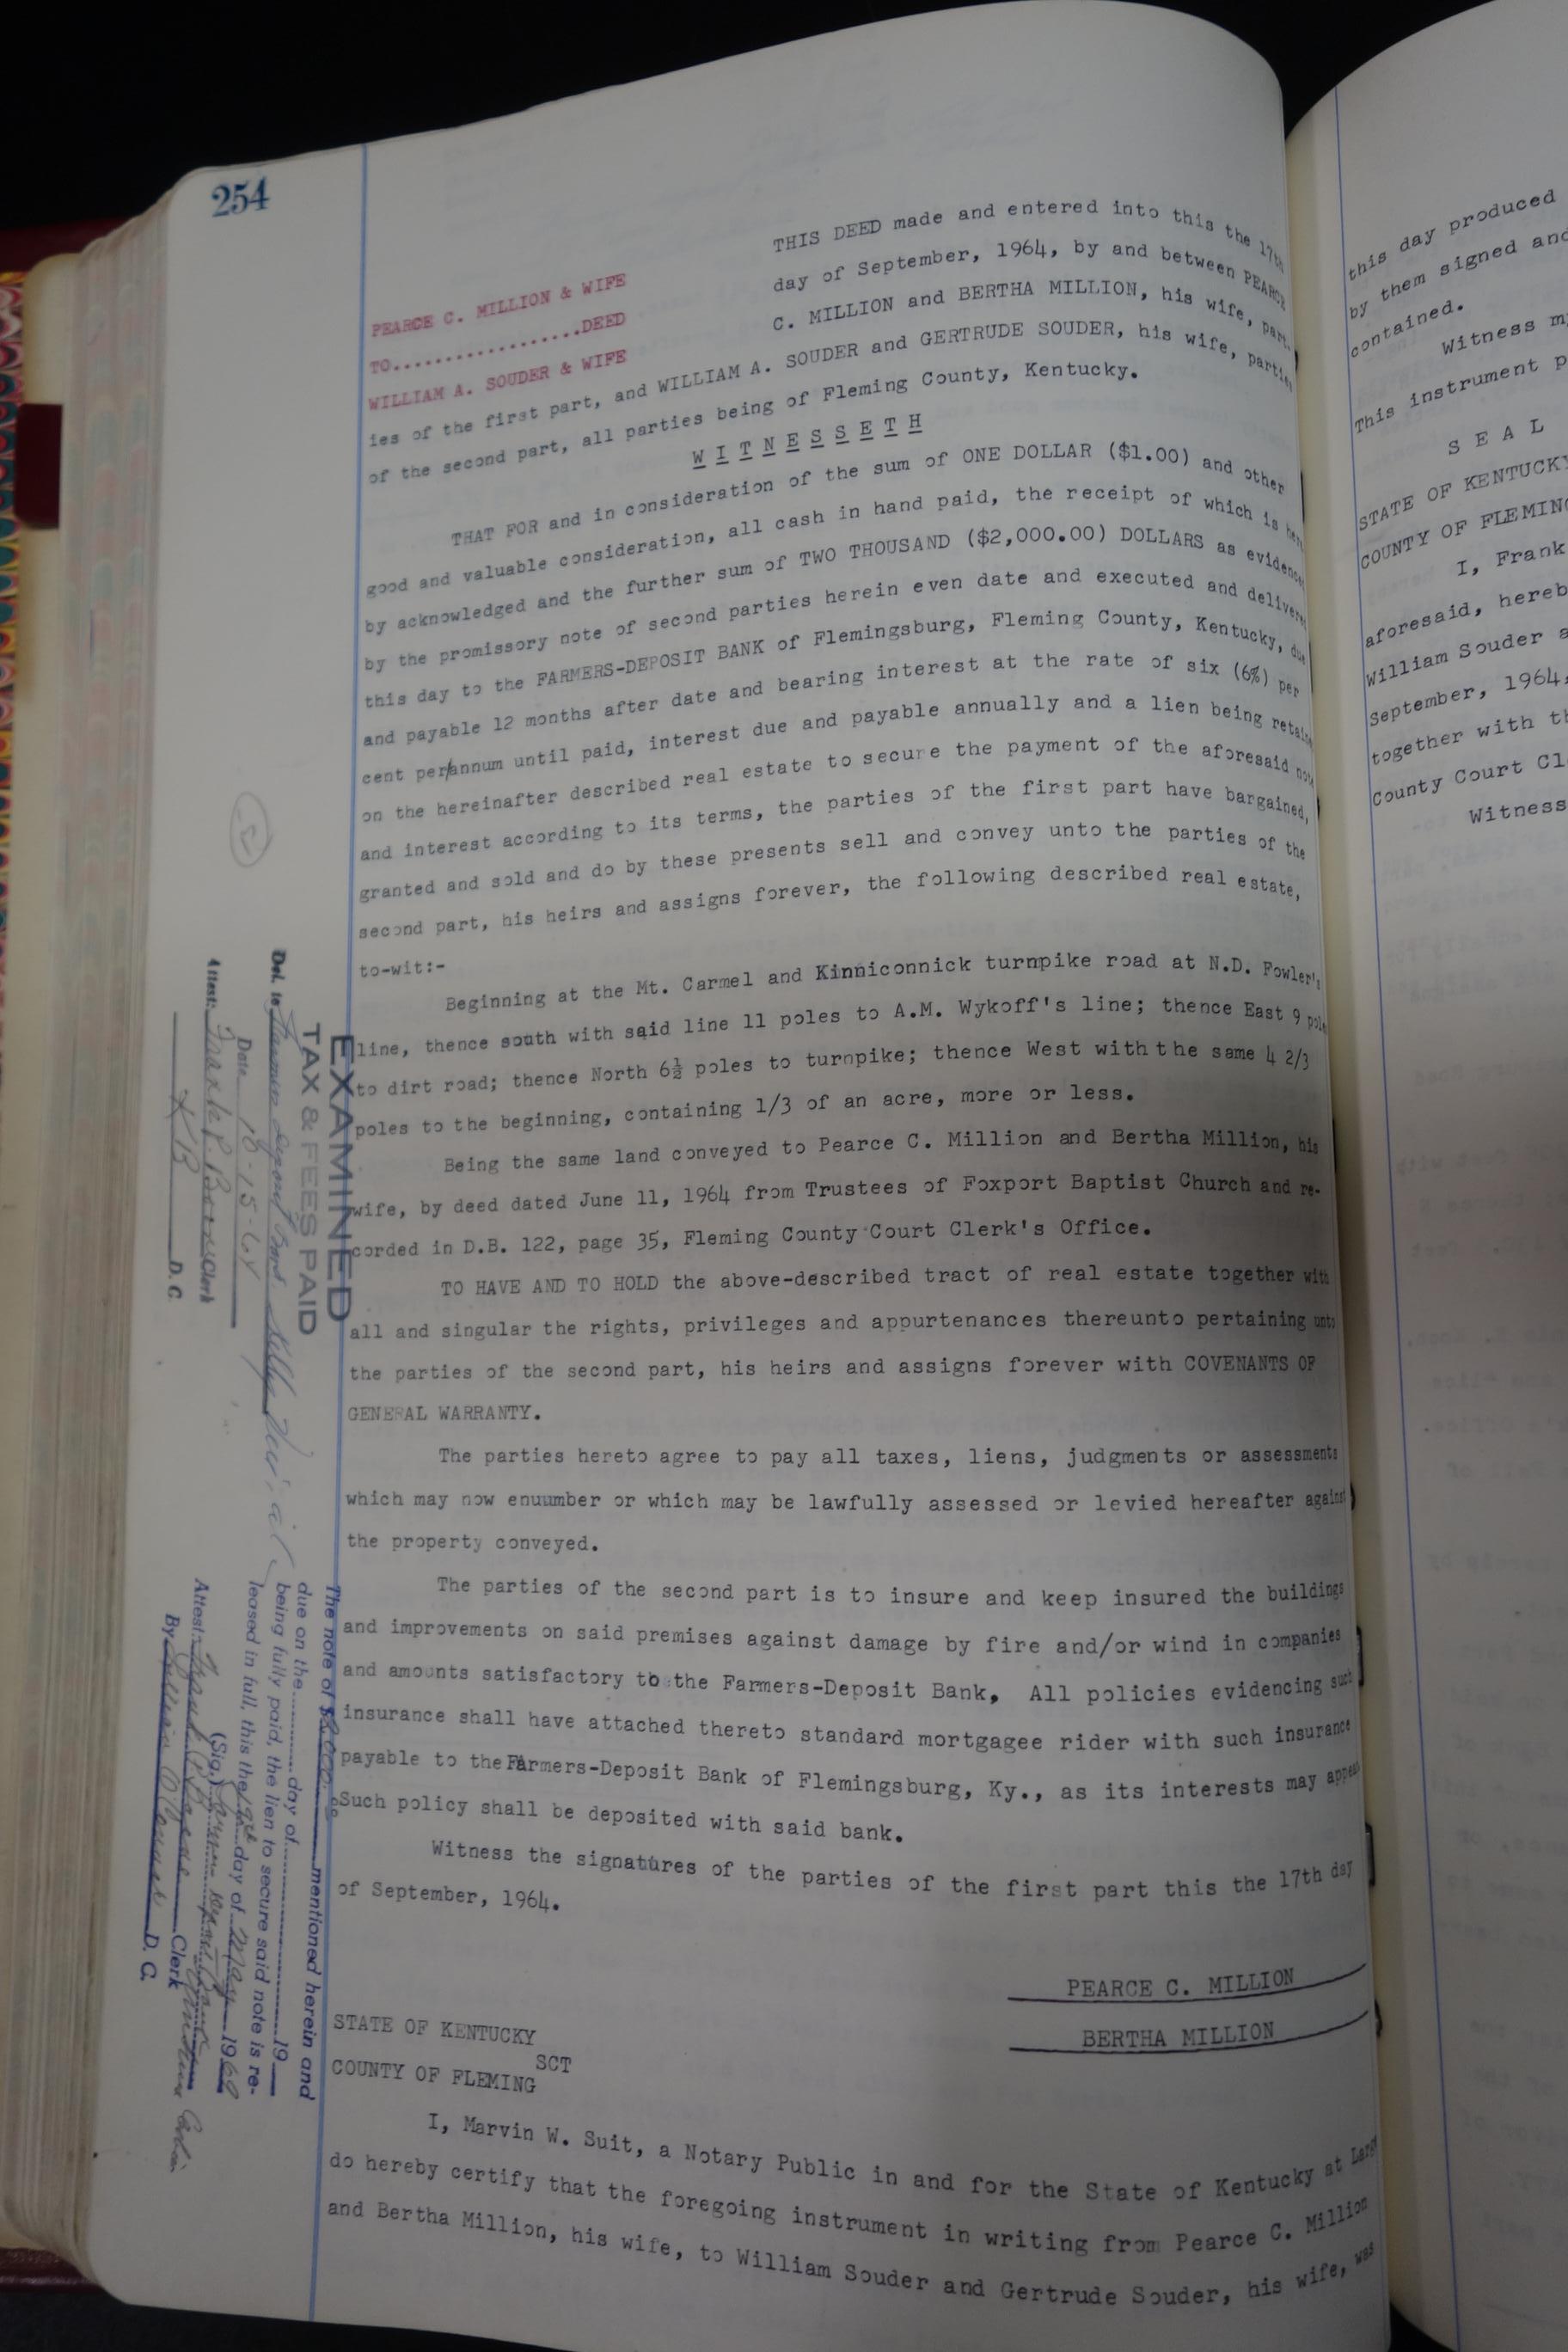 254
PEARCE C. MILLION & WIFE
TO..................DEED
WILLIAM A. SOUDER & WIFE
THIS DEED made and entered into this the 17th
day of September, 1964, by and between PEARCE
C. MILLION and BERTHA MILLION, his wife, part-
ies of the first part, and WILLIAM A. SOUDER and GERTRUDE SOUDER, his wife, parties
of the second part, all parties being of Fleming County, Kentucky.
W I T N E S S E T H
THAT FOR and in consideration of the sum of ONE DOLLAR ($1.00) and other
good and valuable consideration, all cash in hand paid, the receipt of which is here
by acknowledged and the further sum of TWO THOUSAND ($2,000.00) DOLLARS as evidenced
by the promissory note of second parties herein even date and executed and delivered
this day to the FARMERS-DEPOSIT BANK of Flemingsburg, Fleming County, Kentucky, due
and payable 12 months after date and bearing interest at the rate of six (6%) per
cent per/annum until paid, interest due and payable annually and a lien being retaine
on the hereinafter described real estate to secure the payment of the aforesaid note
and interest according to its terms, the parties of the first part have bargained,
granted and sold and do by these presents sell and convey unto the parties of the
second part, his heirs and assigns forever, the following described real estate,
to-wit:-
Beginning at the Mt. Carmel and Kinniconnick turnpike road at N.D. Fowler's
line, thence south with said line 11 poles to A.M. Wykoff's line; thence East 9 pole
to dirt road; thence North 6½ poles to turnpike; thence West with the same 4 2/3
poles to the beginning, containing 1/3 of an acre, more or less.
Being the same land conveyed to Pearce C. Million and Bertha Million, his
wife, by deed dated June 11, 1964 from Trustees of Foxport Baptist Church and re-
corded in D.B. 122, page 35, Fleming County Court Clerk's Office.
TO HAVE AND TO HOLD the above-described tract of real estate together with
all and singular the rights, privileges and appurtenances thereunto pertaining unto
the parties of the second part, his heirs and assigns forever with COVENANTS OF
GENERAL WARRANTY.
The parties hereto agree to pay all taxes, liens, judgments or assessments
which may now enuumber or which may be lawfully assessed or levied hereafter against
the property conveyed.
The parties of the second part is to insure and keep insured the buildings
and improvements on said premises against damage by fire and/or wind in companies
and amounts satisfactory to the Farmers-Deposit Bank. All policies evidencing such
insurance shall have attached thereto standard mortgagee rider with such insurance
payable to the Farmers-Deposit Bank of Flemingsburg, Ky., as its interests may appear
Such policy shall be deposited with said bank.
Witness the signatures of the parties of the first part this the 17th day
of September, 1964.
PEARCE C. MILLION
BERTHA MILLION
STATE OF KENTUCKY
SCT
COUNTY OF FLEMING
I, Marvin W. Suit, a Notary Public in and for the State of Kentucky at Large
do hereby certify that the foregoing instrument in writing from Pearce C. Million
and Bertha Million, his wife, to William Souder and Gertrude Souder, his wife, was
EXAMINED
TAX & FEES PAID
Del. to Farmers Deposit Bank
Date 10-15-64
Attest: Frank P. Clerk
D. C.
The note of $2,000.00 mentioned herein and
due on the day of 19
being fully paid, the lien to secure said note is re-
leased in full, this the day of May 196
(Sig.) Farmers Deposit Bank
Attest: Frank P. Clerk
By D. C.
this day produced
by them signed and
contained.
Witness m
This instrument p
S E A L
STATE OF KENTUCKY
COUNTY OF FLEMING
I, Frank
aforesaid, hereb
William Souder a
September, 1964,
together with th
County Court Cl
Witness